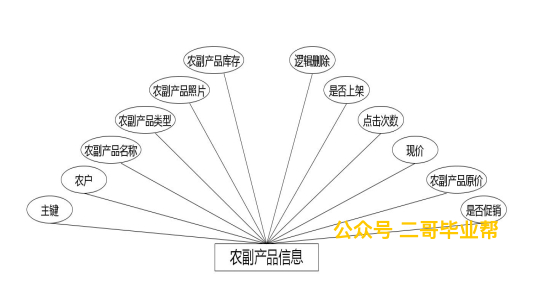 农副产品库存
逻辑删除
农副产品照片
是否上架
农副产品类型
点击次数
农副产品名称
现价
农户
农副产品原价
主键
是否促销
公众号 二哥毕业帮
农副产品信息